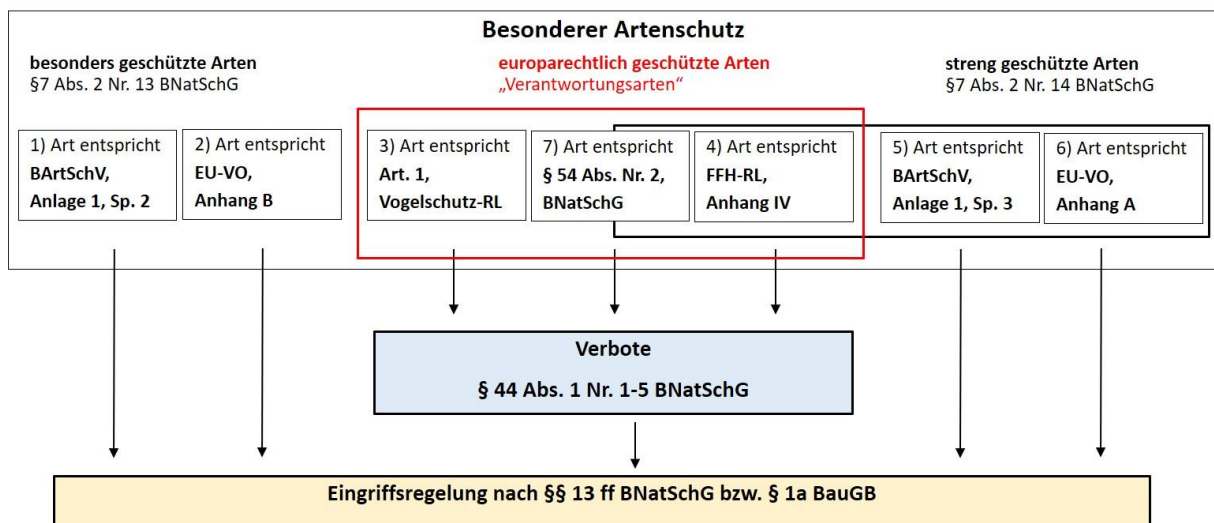 Besonderer Artenschutz
besonders geschützte Arten
§7 Abs. 2 Nr. 13 BNatSchG
europarechtlich geschützte Arten
„Verantwortungsarten“
streng geschützte Arten
§7 Abs. 2 Nr. 14 BNatSchG
1) Art entspricht
BArtSchV,
Anlage 1, Sp. 2
2) Art entspricht
EU-VO,
Anhang B
3) Art entspricht
Art. 1,
Vogelschutz-RL
7) Art entspricht
§ 54 Abs. Nr. 2,
BNatSchG
4) Art entspricht
FFH-RL,
Anhang IV
5) Art entspricht
BArtSchV,
Anlage 1, Sp. 3
6) Art entspricht
EU-VO,
Anhang A
Verbote
§ 44 Abs. 1 Nr. 1-5 BNatSchG
Eingriffsregelung nach §§ 13 ff BNatSchG bzw. § 1a BauGB